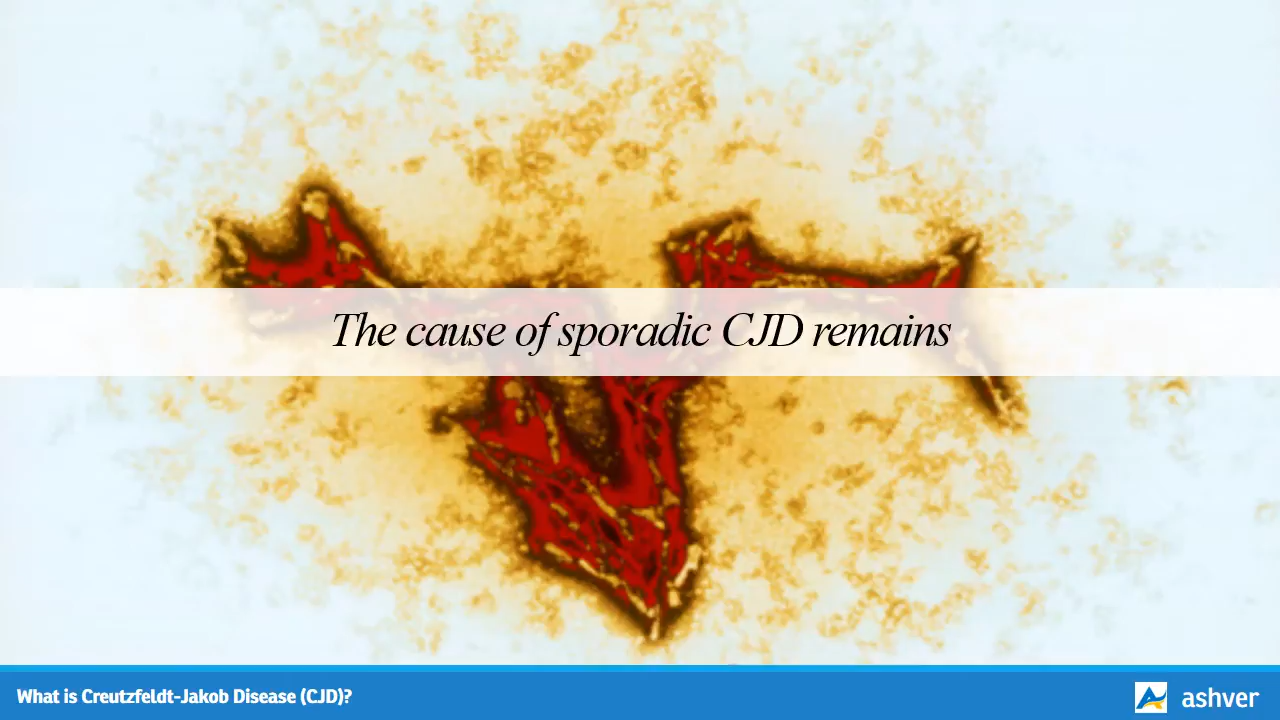 The cause of sporadic CJD remains
What is Creutzfeldt-Jakob Disease (CJD)?
ashver